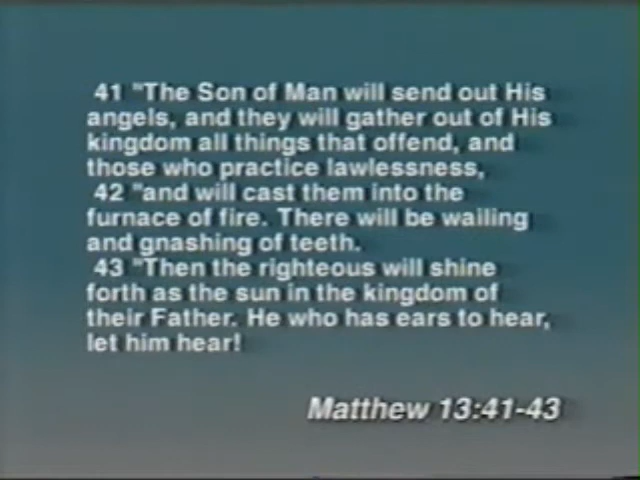 41 "The Son of Man will send out His
angels, and they will gather out of His
kingdom all things that offend, and
those who practice lawlessness,
42 "and will cast them into the
furnace of fire. There will be wailing
and gnashing of teeth.
43 "Then the righteous will shine
forth as the sun in the kingdom of
their Father. He who has ears to hear,
let him hear!
Matthew 13:41-43